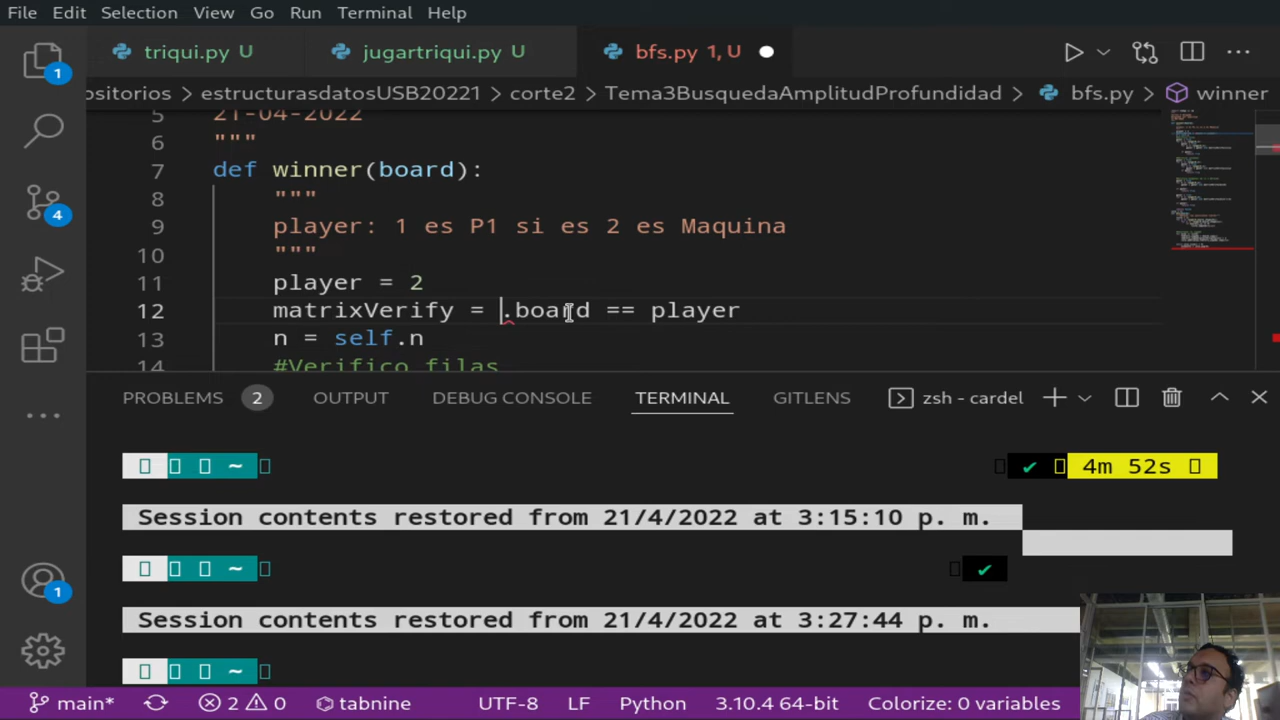 File Edit Selection View Go Run Terminal Help
triqui.py U jugartriqui.py U bfs.py 1, U
1
ositorios > estructurasdatosUSB20221 > corte2 > Tema3BusquedaAmplitudProfundidad > bfs.py > winner
5 21-04-2022
6 """
7 def winner(board):
8 """
9 player: 1 es P1 si es 2 es Maquina
10 """
11 player = 2
12 matrixVerify = .board == player
13 n = self.n
14 #Verifico filas
4
PROBLEMS 2 OUTPUT DEBUG CONSOLE TERMINAL GITLENS zsh - cardel
~ 4m 52s
Session contents restored from 21/4/2022 at 3:15:10 p. m.
~
Session contents restored from 21/4/2022 at 3:27:44 p. m.
~
1
main* 2 0 tabnine UTF-8 LF Python 3.10.4 64-bit Colorize: 0 variables